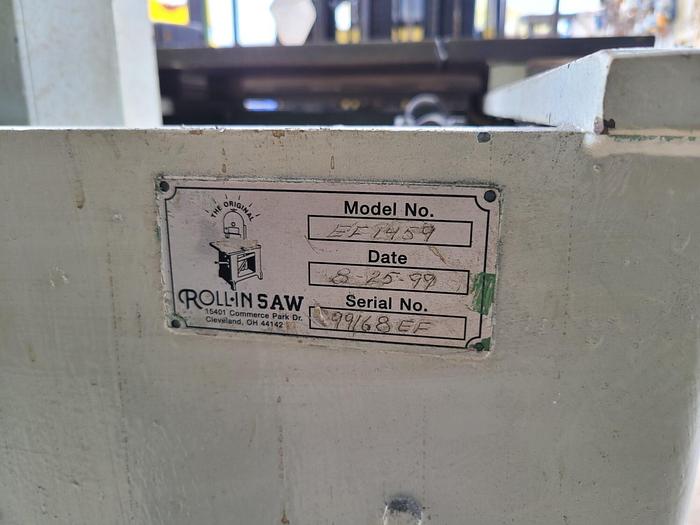 THE ORIGINAL
ROLL-IN SAW
15401 Commerce Park Dr.
Cleveland, OH 44142
Model No.
EF1459
Date
8-25-99
Serial No.
99168EF